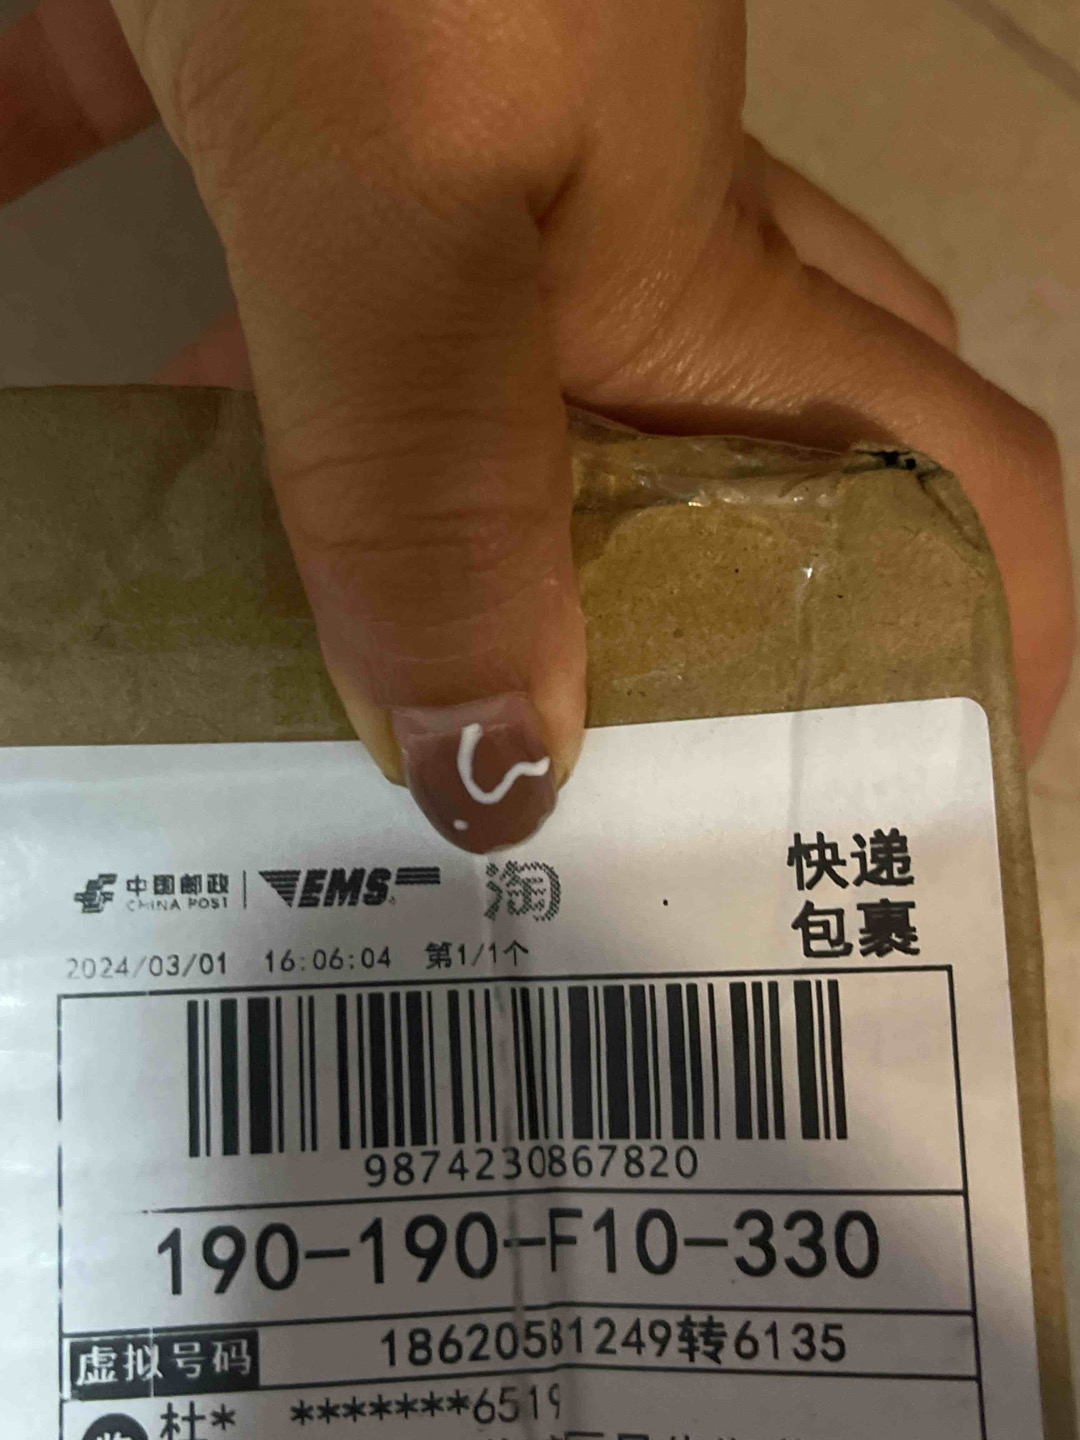 中国邮政 CHINA POST EMS 淘
快递
包裹
2024/03/01 16:06:04 第1/1个
9874230867820
190-190-F10-330
虚拟号码 18620581249转6135
杜* *******6519